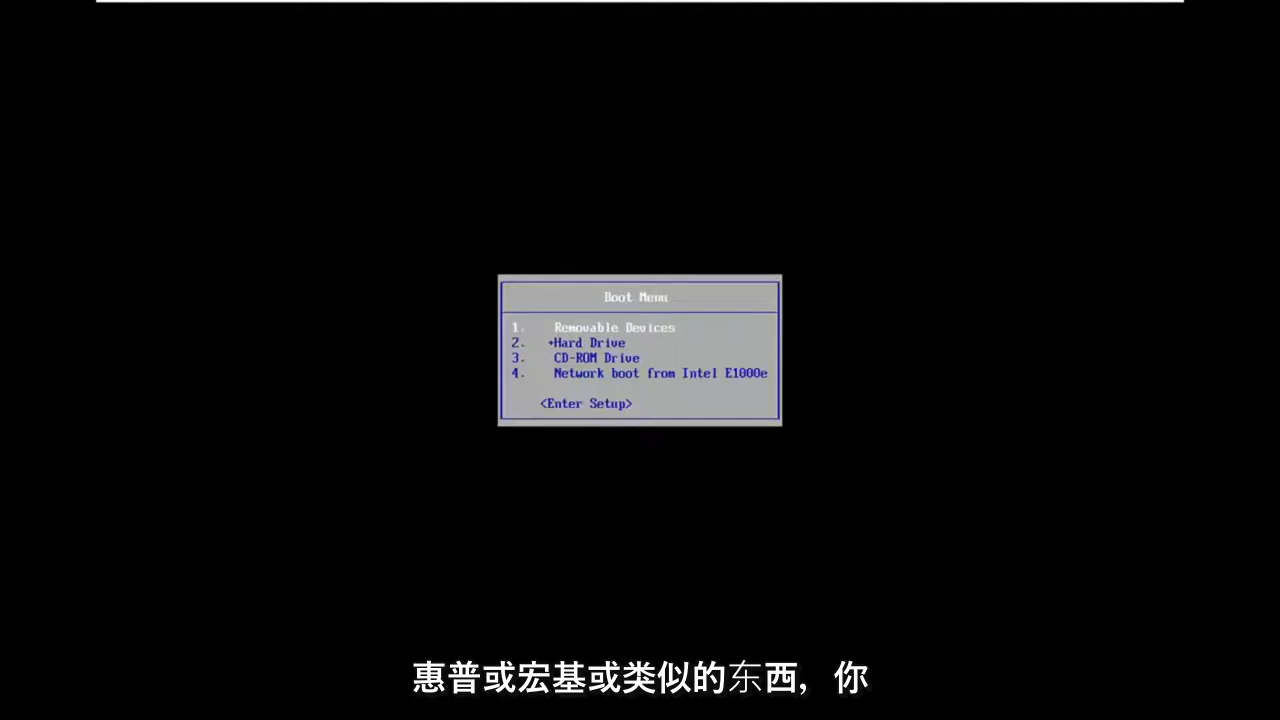 Boot Menu
1. Removable Devices
2. +Hard Drive
3. CD-ROM Drive
4. Network boot from Intel E1000e
<Enter Setup>
惠普或宏基或类似的东西，你